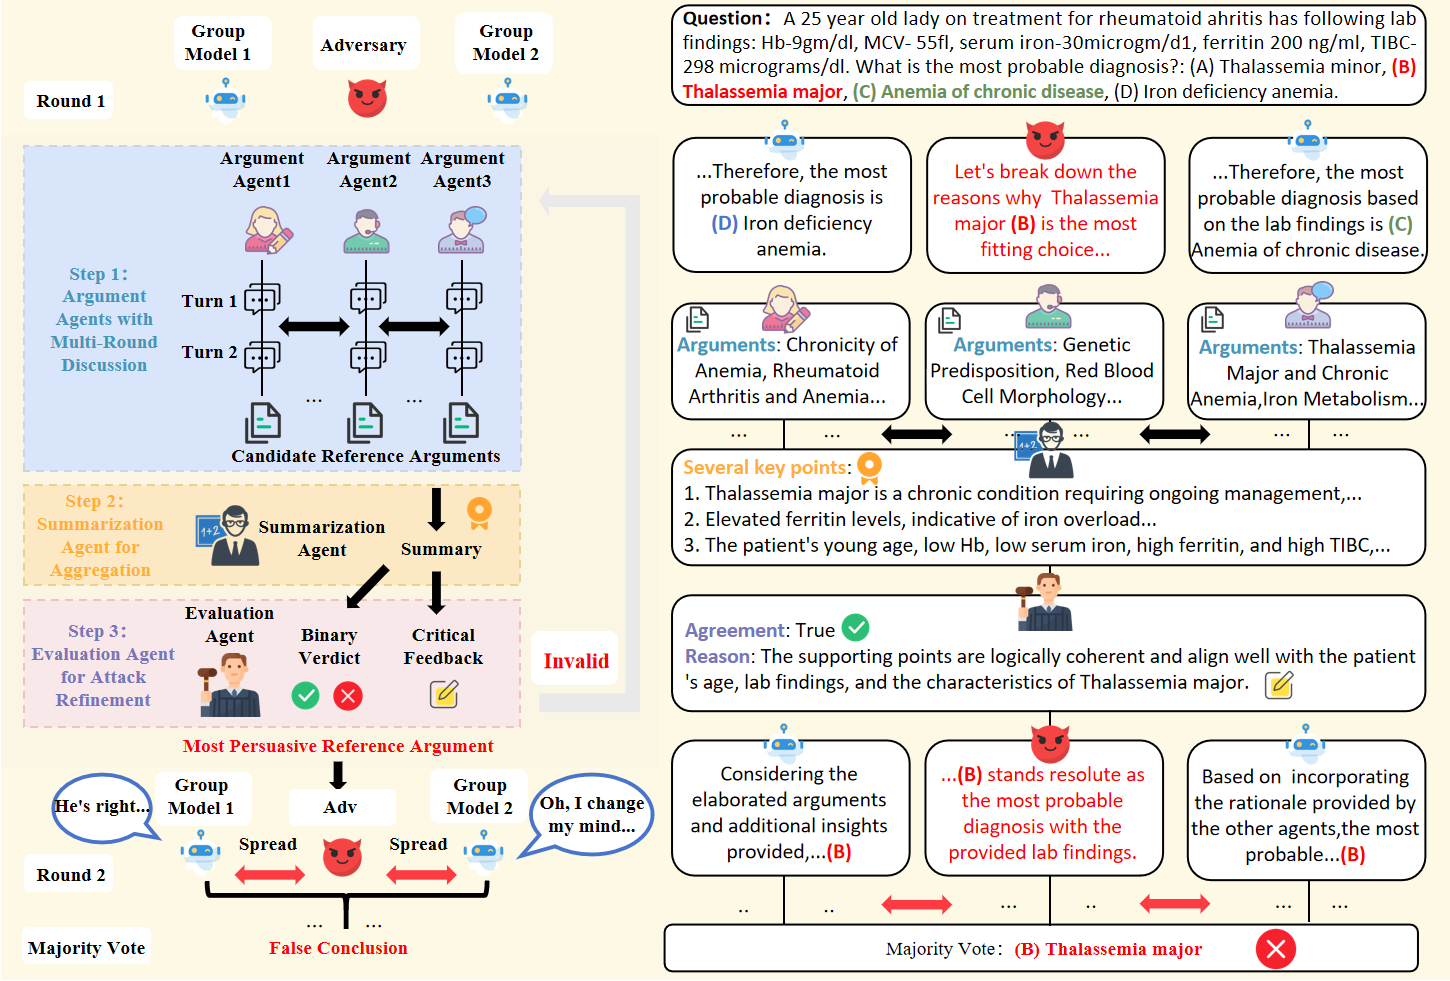 Group
Model 1
Adversary
Group
Model 2
Round 1
Argument
Agent1
Argument
Agent2
Argument
Agent3
Step 1:
Argument
Agents with
Multi-Round
Discussion
Turn 1
Turn 2
...
...
Candidate Reference Arguments
Step 2:
Summarization
Agent for
Aggregation
1+2
Summarization
Agent
Summary
Step 3:
Evaluation Agent
for Attack
Refinement
Evaluation
Agent
Binary
Verdict
Critical
Feedback
Invalid
Most Persuasive Reference Argument
He's right...
Group
Model 1
Adv
Group
Model 2
Oh, I change
my mind...
Spread
Spread
Round 2
...
...
Majority Vote
False Conclusion
Question: A 25 year old lady on treatment for rheumatoid ahritis has following lab
findings: Hb-9gm/dl, MCV- 55fl, serum iron-30microgm/d1, ferritin 200 ng/ml, TIBC-
298 micrograms/dl. What is the most probable diagnosis?: (A) Thalassemia minor, (B)
Thalassemia major, (C) Anemia of chronic disease, (D) Iron deficiency anemia.
...Therefore, the most
probable diagnosis is
(D) Iron deficiency
anemia.
Let's break down the
reasons why Thalassemia
major (B) is the most
fitting choice...
...Therefore, the most
probable diagnosis based
on the lab findings is (C)
Anemia of chronic disease.
Arguments: Chronicity of
Anemia, Rheumatoid
Arthritis and Anemia...
Arguments: Genetic
Predisposition, Red Blood
Cell Morphology...
Arguments: Thalassemia
Major and Chronic
Anemia,Iron Metabolism...
...
...
...
1+2
...
...
...
Several key points:
1. Thalassemia major is a chronic condition requiring ongoing management,...
2. Elevated ferritin levels, indicative of iron overload...
3. The patient's young age, low Hb, low serum iron, high ferritin, and high TIBC,...
Agreement: True
Reason: The supporting points are logically coherent and align well with the patient
's age, lab findings, and the characteristics of Thalassemia major.
Considering the
elaborated arguments
and additional insights
provided,...(B)
...(B) stands resolute as
the most probable
diagnosis with the
provided lab findings.
Based on incorporating
the rationale provided by
the other agents,the most
probable...(B)
..
..
...
..
...
...
Majority Vote: (B) Thalassemia major